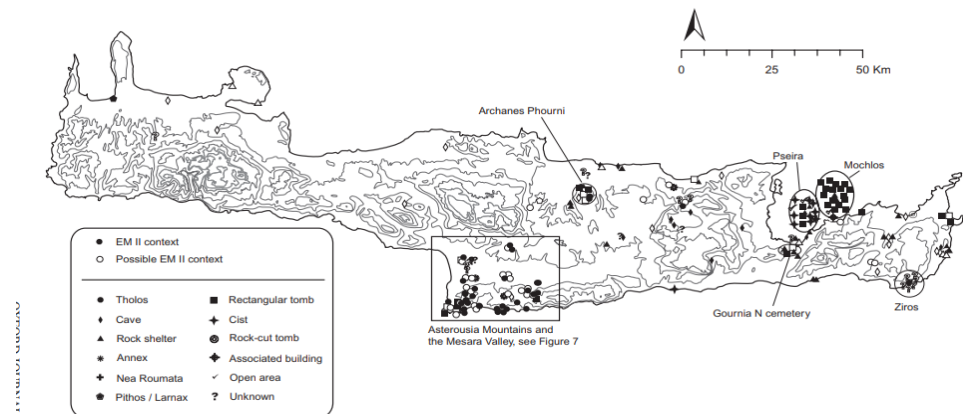 0 25 50 Km
Archanes Phourni
Pseira
Mochlos
EM II context
Possible EM II context
Tholos
Rectangular tomb
Cave
Cist
Rock shelter
Rock-cut tomb
Annex
Associated building
Nea Roumata
Open area
Pithos / Larnax
? Unknown
Asterousia Mountains and
the Mesara Valley, see Figure 7
Gournia N cemetery
Ziros